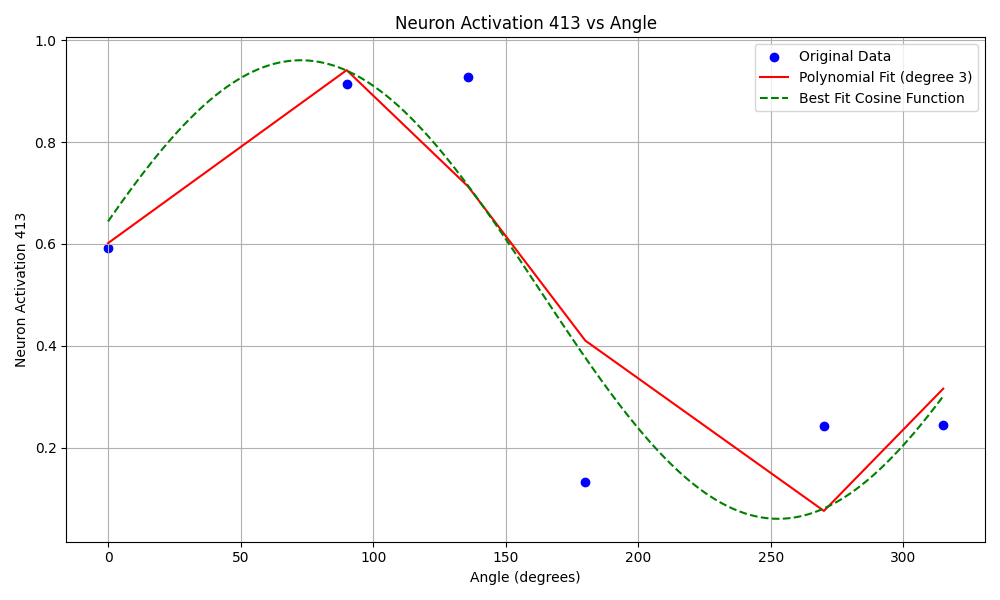 Neuron Activation 413 vs Angle
Original Data
Polynomial Fit (degree 3)
Best Fit Cosine Function
1.0
0.8
0.6
0.4
0.2
Neuron Activation 413
0 50 100 150 200 250 300
Angle (degrees)